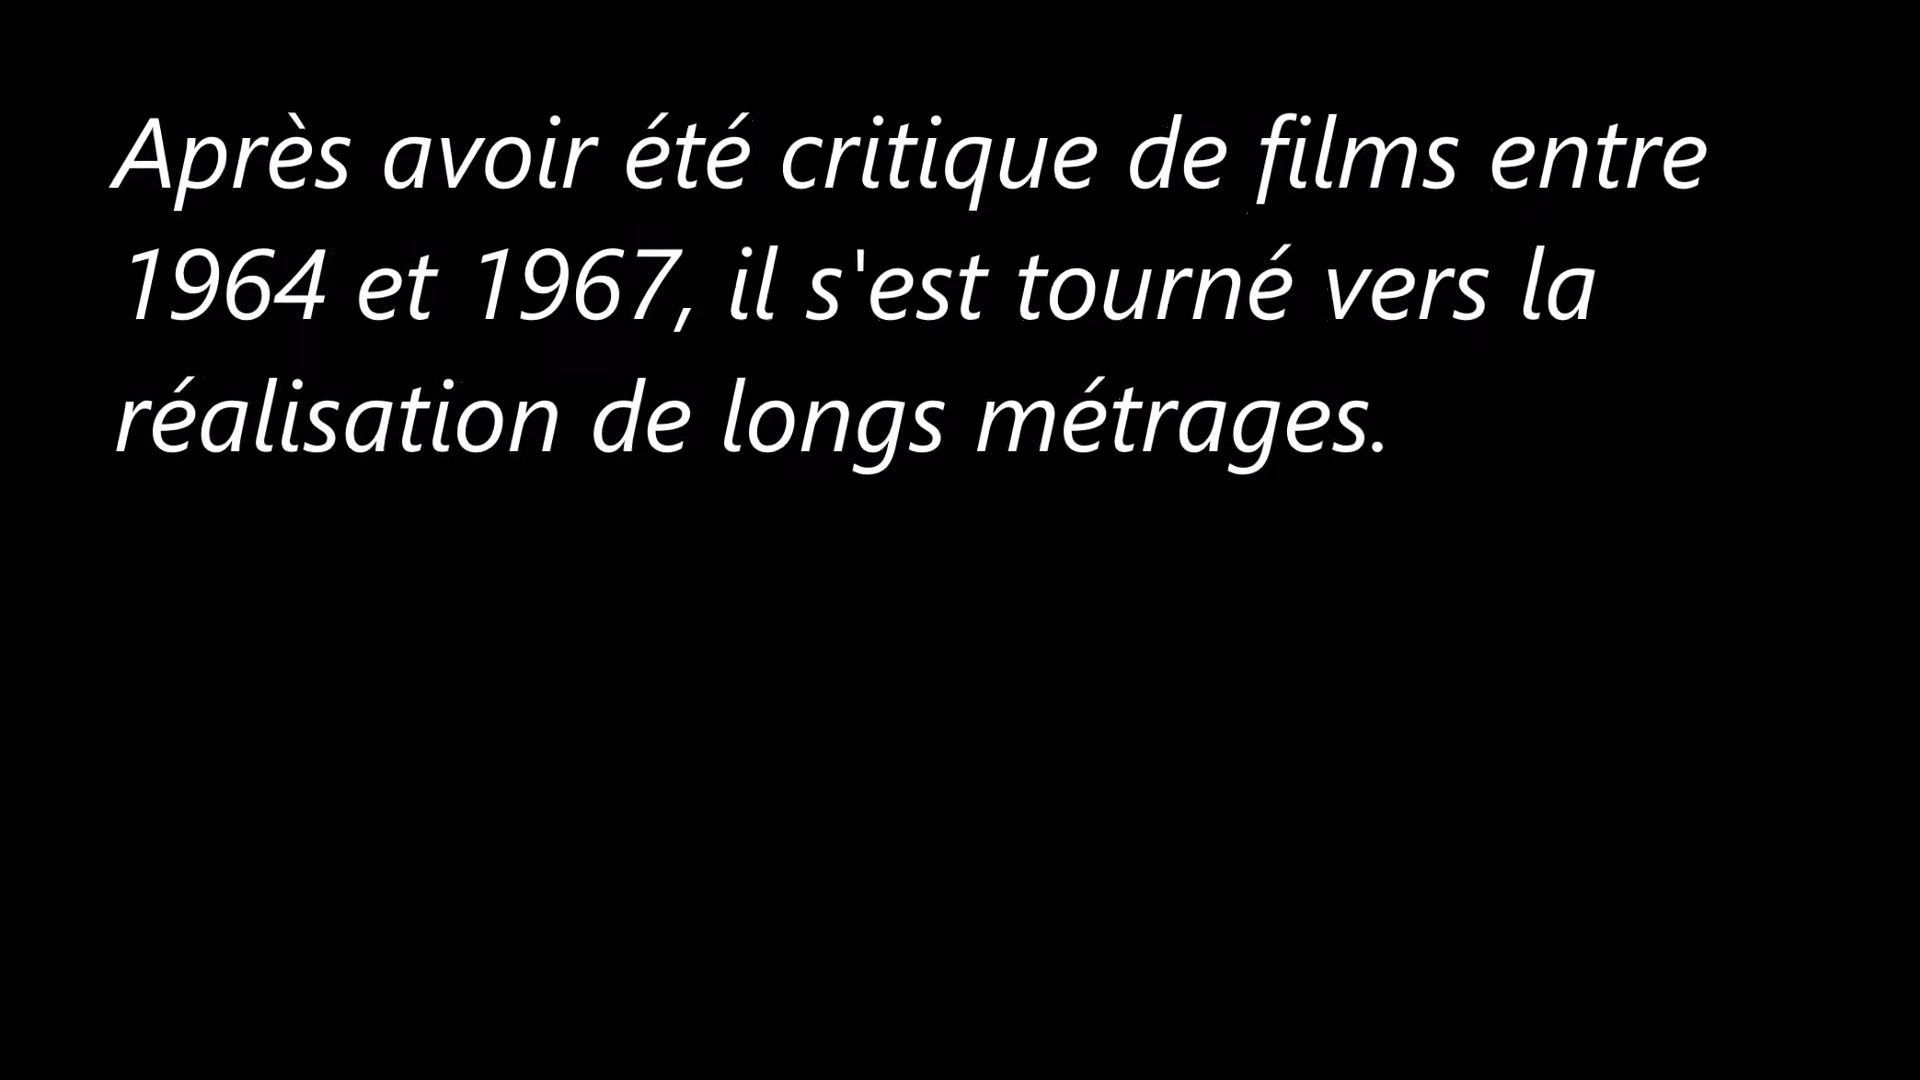 Après avoir été critique de films entre
1964 et 1967, il s'est tourné vers la
réalisation de longs métrages.